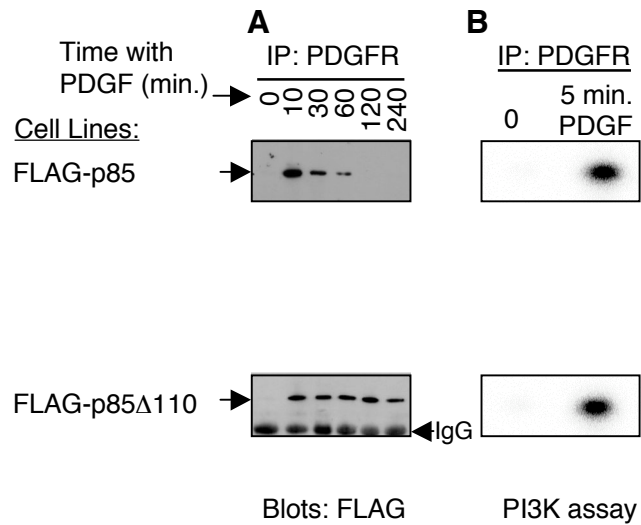 A
B
Time with
PDGF (min.)
IP: PDGFR
0 10 30 60 120 240
IP: PDGFR
0
5 min.
PDGF
Cell Lines:
FLAG-p85
FLAG-p85Δ110
IgG
Blots: FLAG
PI3K assay